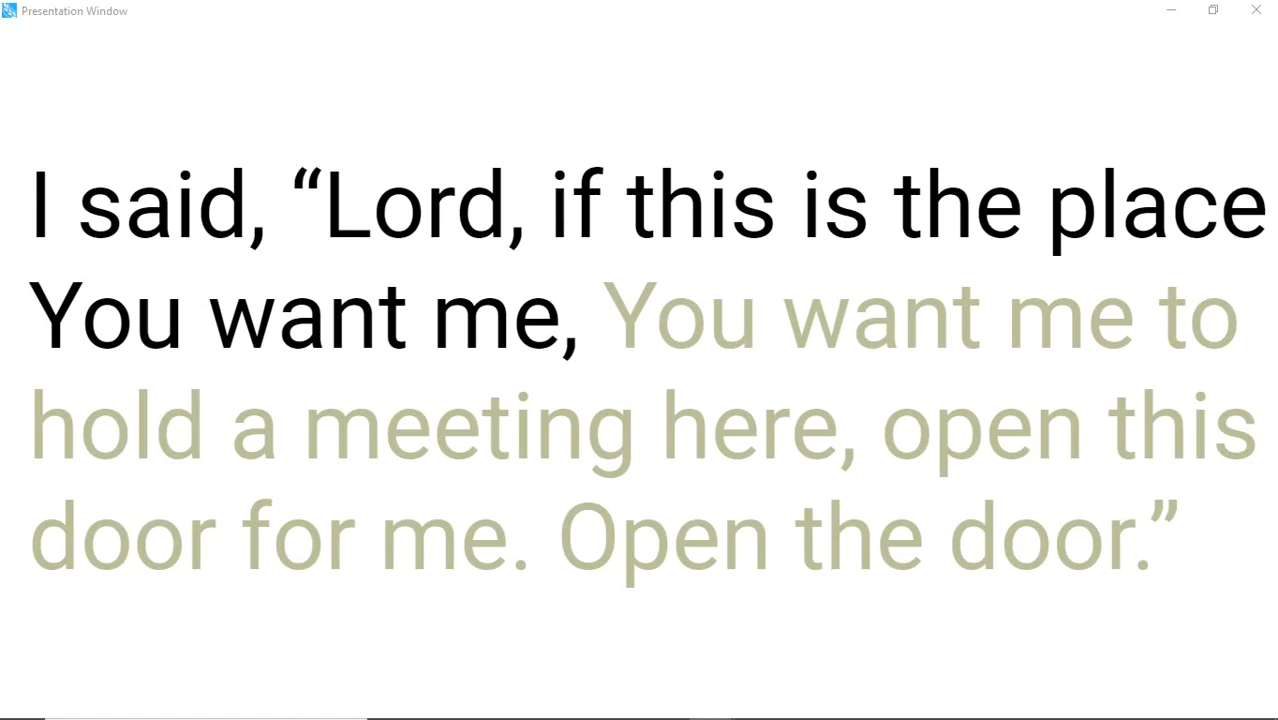 Presentation Window
I said, “Lord, if this is the place
You want me, You want me to
hold a meeting here, open this
door for me. Open the door.”